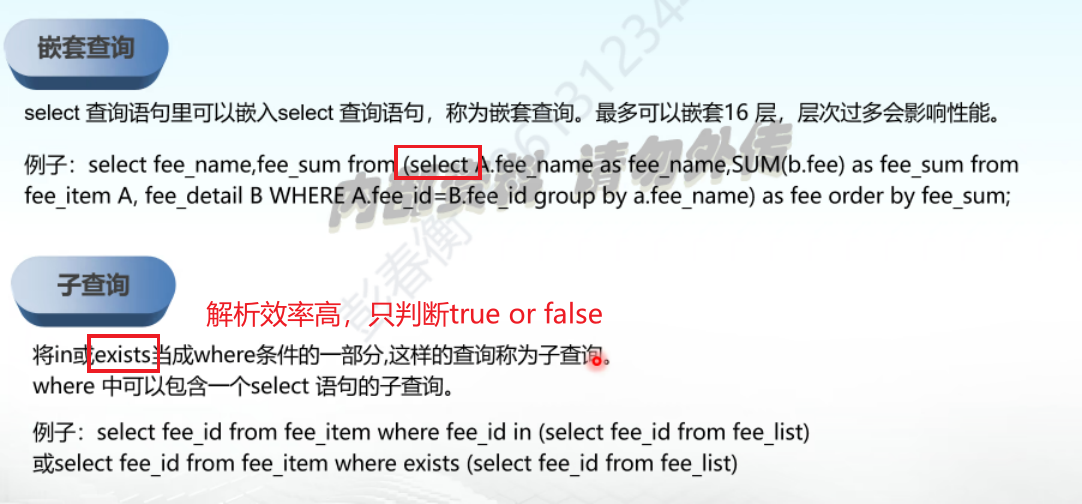 嵌套查询
select 查询语句里可以嵌入select 查询语句，称为嵌套查询。最多可以嵌套16 层，层次过多会影响性能。
例子：select fee_name,fee_sum from (select A.fee_name as fee_name,SUM(b.fee) as fee_sum from
fee_item A, fee_detail B WHERE A.fee_id=B.fee_id group by a.fee_name) as fee order by fee_sum;
内部资料 请勿外传
子查询
解析效率高，只判断true or false
将in或exists当成where条件的一部分,这样的查询称为子查询。
where 中可以包含一个select 语句的子查询。
例子：select fee_id from fee_item where fee_id in (select fee_id from fee_list)
或select fee_id from fee_item where exists (select fee_id from fee_list)